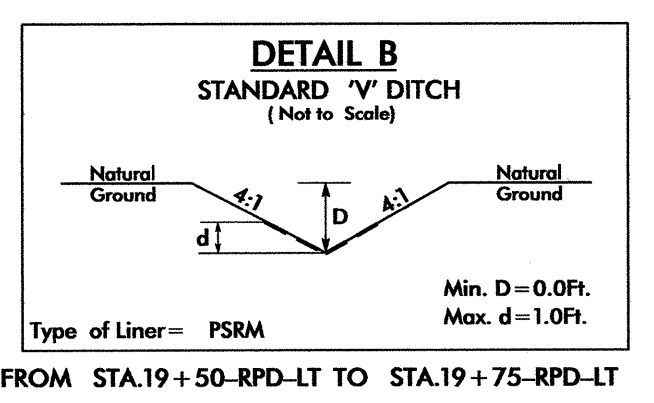 DETAIL B
STANDARD 'V' DITCH
( Not to Scale)
Natural
Ground
4:1
D
4:1
Natural
Ground
d
Min. D=0.0Ft.
Max. d=1.0Ft.
Type of Liner= PSRM
FROM STA.19+50-RPD-LT TO STA.19+75-RPD-LT